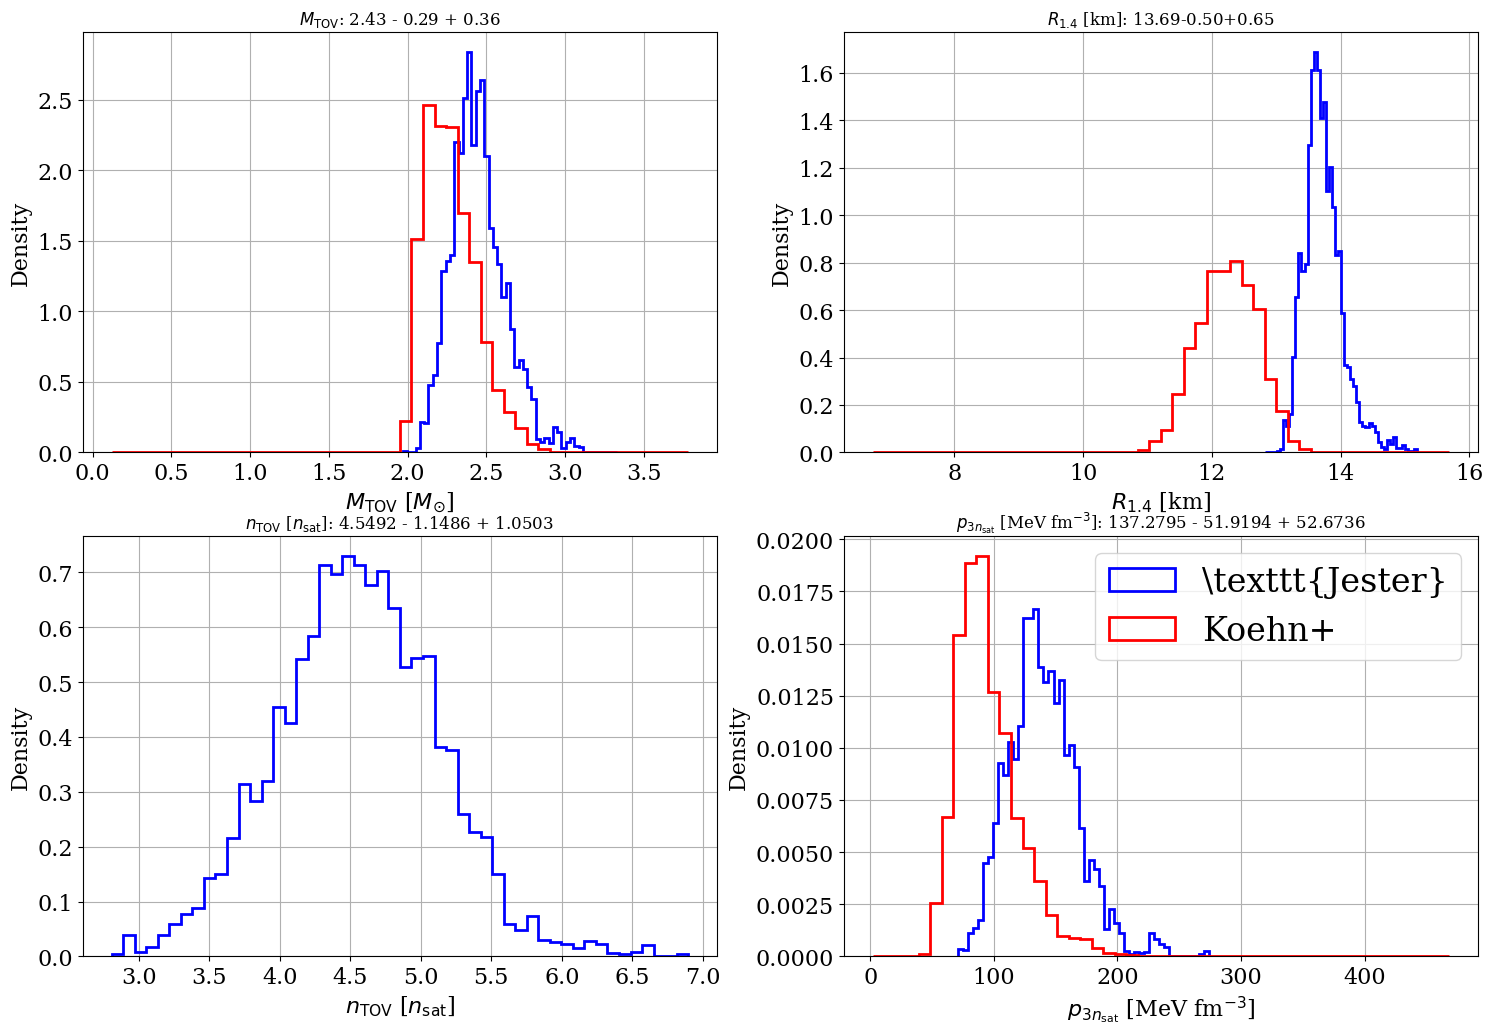 M_TOV: 2.43 - 0.29 + 0.36
Density
2.5
2.0
1.5
1.0
0.5
0.0
0.0 0.5 1.0 1.5 2.0 2.5 3.0 3.5
M_TOV [M_⊙]
R_1.4 [km]: 13.69-0.50+0.65
Density
1.6
1.4
1.2
1.0
0.8
0.6
0.4
0.2
0.0
8 10 12 14 16
R_1.4 [km]
n_TOV [n_sat]: 4.5492 - 1.1486 + 1.0503
Density
0.7
0.6
0.5
0.4
0.3
0.2
0.1
0.0
3.0 3.5 4.0 4.5 5.0 5.5 6.0 6.5 7.0
n_TOV [n_sat]
p_3n_sat [MeV fm⁻³]: 137.2795 - 51.9194 + 52.6736
Density
0.0200
0.0175
0.0150
0.0125
0.0100
0.0075
0.0050
0.0025
0.0000
\texttt{Jester}
Koehn+
0 100 200 300 400
p_3n_sat [MeV fm⁻³]